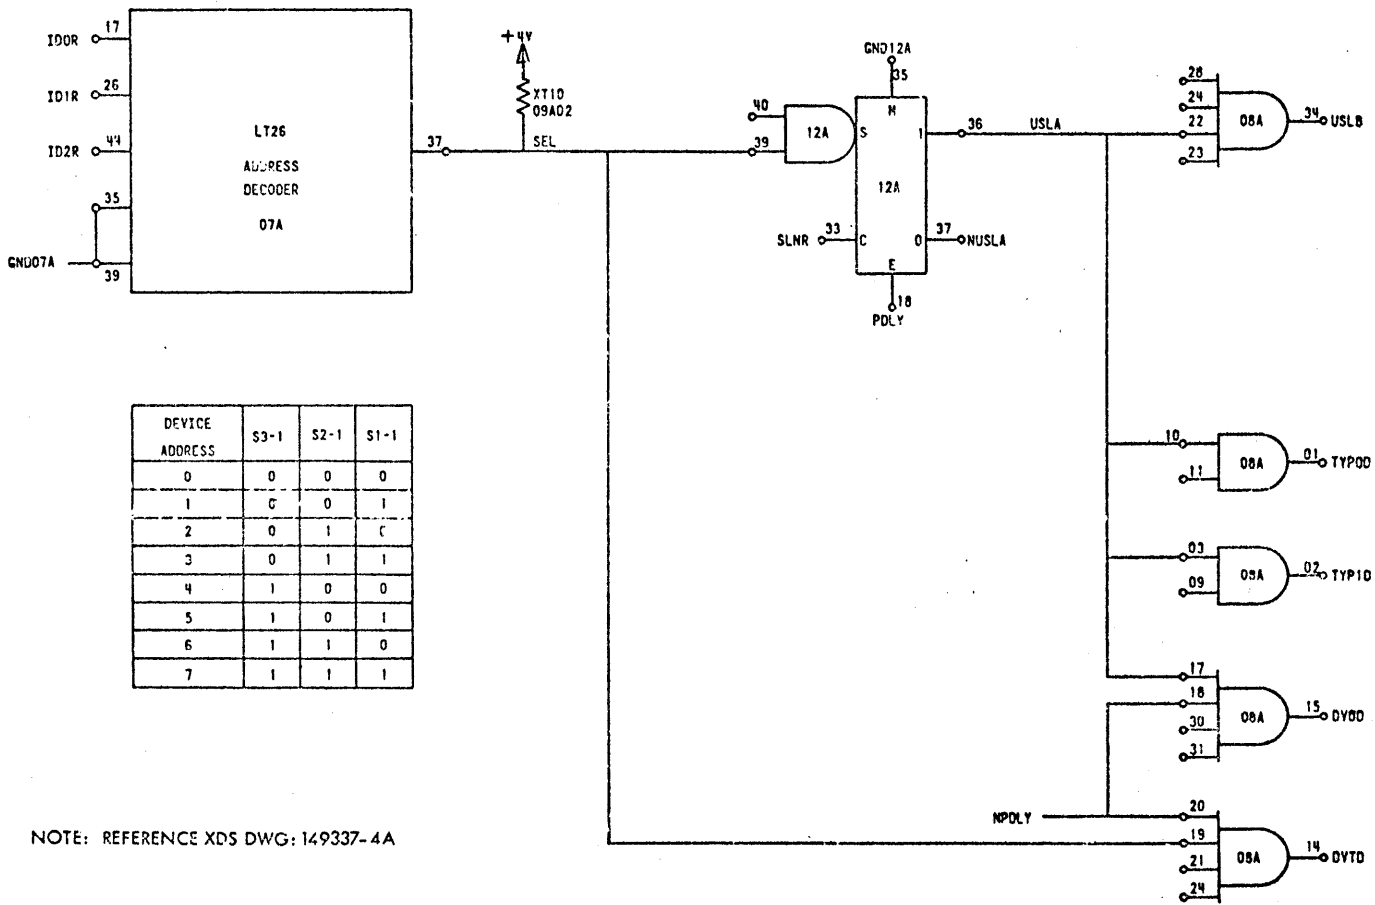 ID0R 17
ID1R 26
ID2R 44
35
GND07A 39
LT26
ADDRESS
DECODER
07A
37
+4V
XT10
09A02
SEL
40
39
12A
GND12A
35
M
S 1
12A
SLNR 33 C 0 37 NUSLA
E
18
PDLY
36 USLA
28
24
22
23
08A 34 USLB
10
11
08A 01 TYP0D
03
09
08A 02 TYP1D
17
18
30
31
08A 15 DV0D
NPDLY 20
19
21
24
08A 14 DVTD
DEVICE ADDRESS S3-1 S2-1 S1-1
0 0 0 0
1 0 0 1
2 0 1 0
3 0 1 1
4 1 0 0
5 1 0 1
6 1 1 0
7 1 1 1
NOTE: REFERENCE XDS DWG: 149337-4A